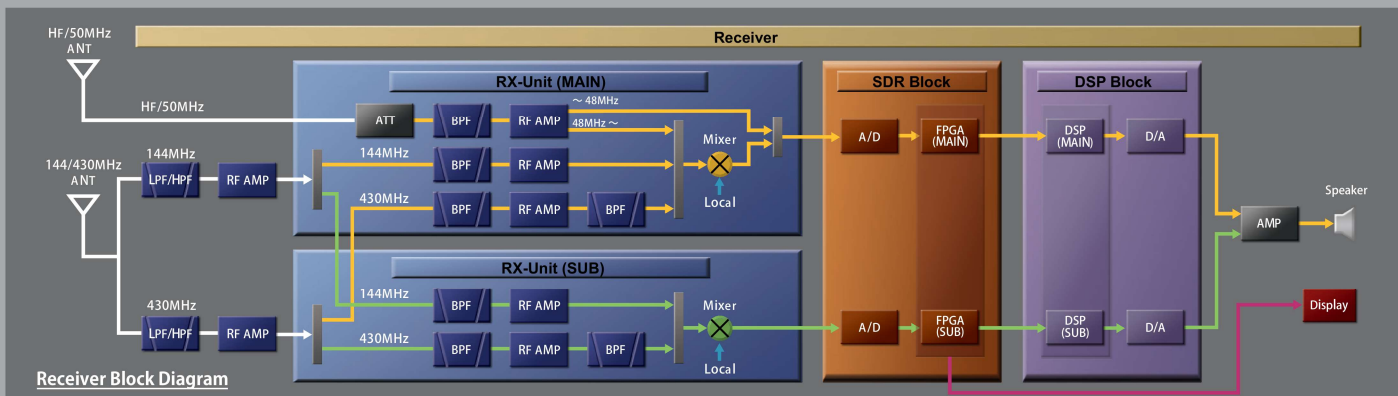 HF/50MHz
ANT
Receiver
RX-Unit (MAIN)
SDR Block
DSP Block
HF/50MHz
ATT
BPF
RF AMP
~ 48MHz
48MHz ~
Mixer
Local
A/D
FPGA
(MAIN)
DSP
(MAIN)
D/A
144/430MHz
ANT
144MHz
LPF/HPF
RF AMP
144MHz
BPF
RF AMP
430MHz
BPF
RF AMP
BPF
Speaker
AMP
RX-Unit (SUB)
430MHz
LPF/HPF
RF AMP
144MHz
BPF
RF AMP
430MHz
BPF
RF AMP
BPF
Mixer
Local
A/D
FPGA
(SUB)
DSP
(SUB)
D/A
Display
Receiver Block Diagram